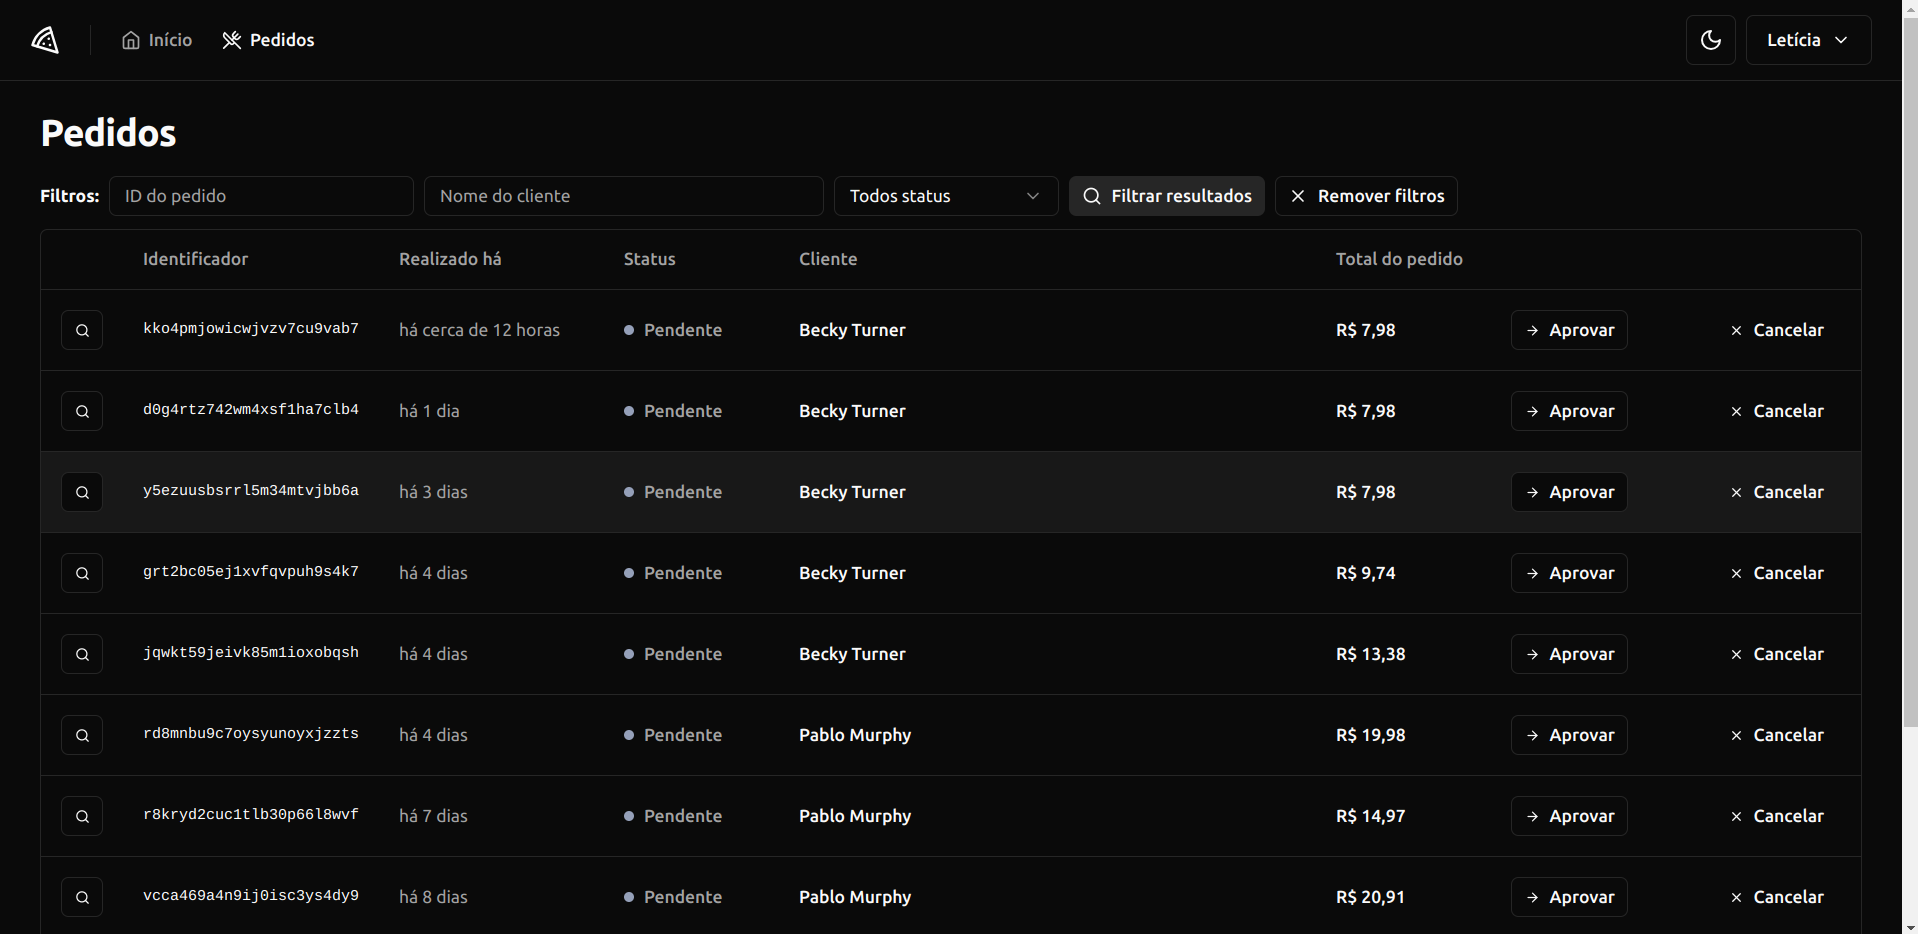 Início Pedidos Letícia
Pedidos
Filtros: ID do pedido Nome do cliente Todos status Filtrar resultados Remover filtros
Identificador Realizado há Status Cliente Total do pedido
kko4pmjowicwjvzv7cu9vab7 há cerca de 12 horas Pendente Becky Turner R$ 7,98 Aprovar Cancelar
d0g4rtz742wm4xsf1ha7clb4 há 1 dia Pendente Becky Turner R$ 7,98 Aprovar Cancelar
y5ezuusbsrrl5m34mtvjbb6a há 3 dias Pendente Becky Turner R$ 7,98 Aprovar Cancelar
grt2bc05ej1xvfqvpuh9s4k7 há 4 dias Pendente Becky Turner R$ 9,74 Aprovar Cancelar
jqwkt59jeivk85m1ioxobqsh há 4 dias Pendente Becky Turner R$ 13,38 Aprovar Cancelar
rd8mnbu9c7oysyunoyxjzzts há 4 dias Pendente Pablo Murphy R$ 19,98 Aprovar Cancelar
r8kryd2cuc1tlb30p66l8wvf há 7 dias Pendente Pablo Murphy R$ 14,97 Aprovar Cancelar
vcca469a4n9ij0isc3ys4dy9 há 8 dias Pendente Pablo Murphy R$ 20,91 Aprovar Cancelar